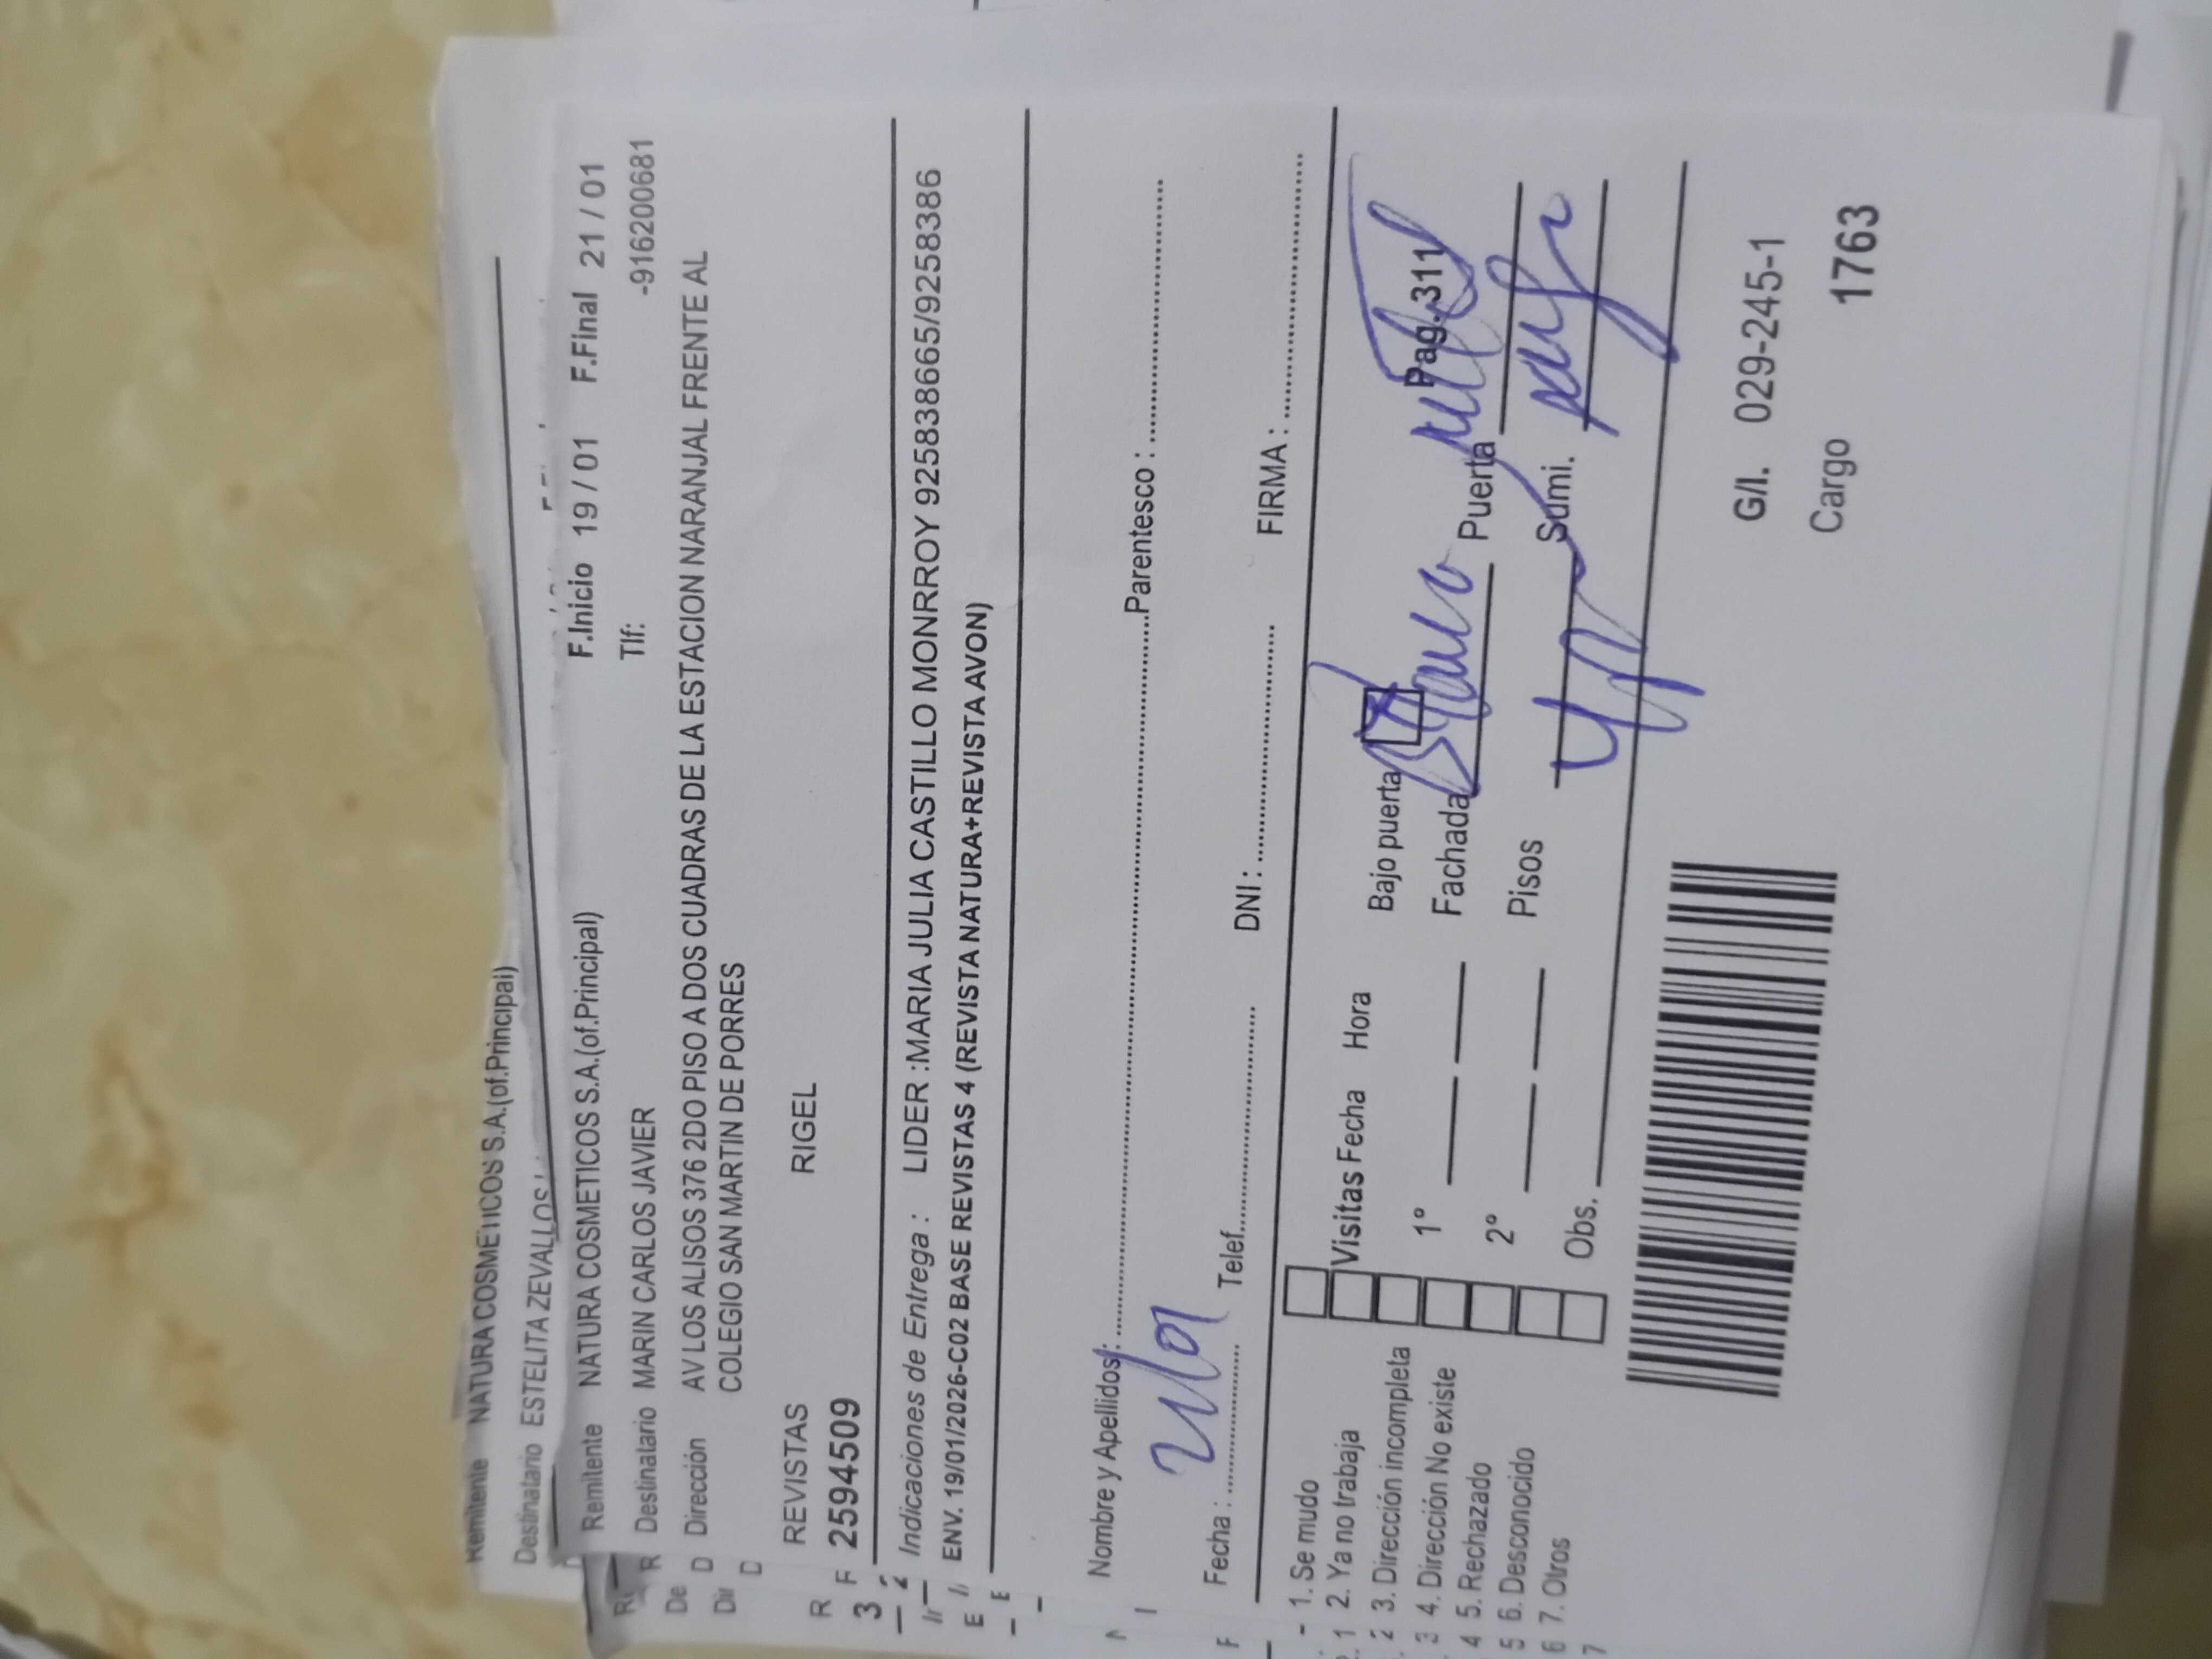 Remitente NATURA COSMETICOS S.A.(of.Principal)
Destinatario ESTELITA ZEVALLOS
Remitente NATURA COSMETICOS S.A.(of.Principal) F.Inicio 19 / 01 F.Final 21 / 01
Destinatario MARIN CARLOS JAVIER Tlf: -916200681
Dirección AV LOS ALISOS 376 2DO PISO A DOS CUADRAS DE LA ESTACION NARANJAL FRENTE AL
COLEGIO SAN MARTIN DE PORRES
REVISTAS RIGEL
2594509
Indicaciones de Entrega : LIDER :MARIA JULIA CASTILLO MONRROY 925838665/9258386
ENV. 19/01/2026-C02 BASE REVISTAS 4 (REVISTA NATURA+REVISTA AVON)
Nombre y Apellidos: Parentesco :
21/01
Fecha : Telef. DNI : FIRMA :
1. Se mudo
2. Ya no trabaja
3. Dirección incompleta
4. Dirección No existe
5. Rechazado
6. Desconocido
7. Otros
Visitas Fecha Hora Bajo puerta Pag.311
1° Fachada Puerta
2° Pisos Sumi.
Obs.
G/I. 029-245-1
Cargo 1763